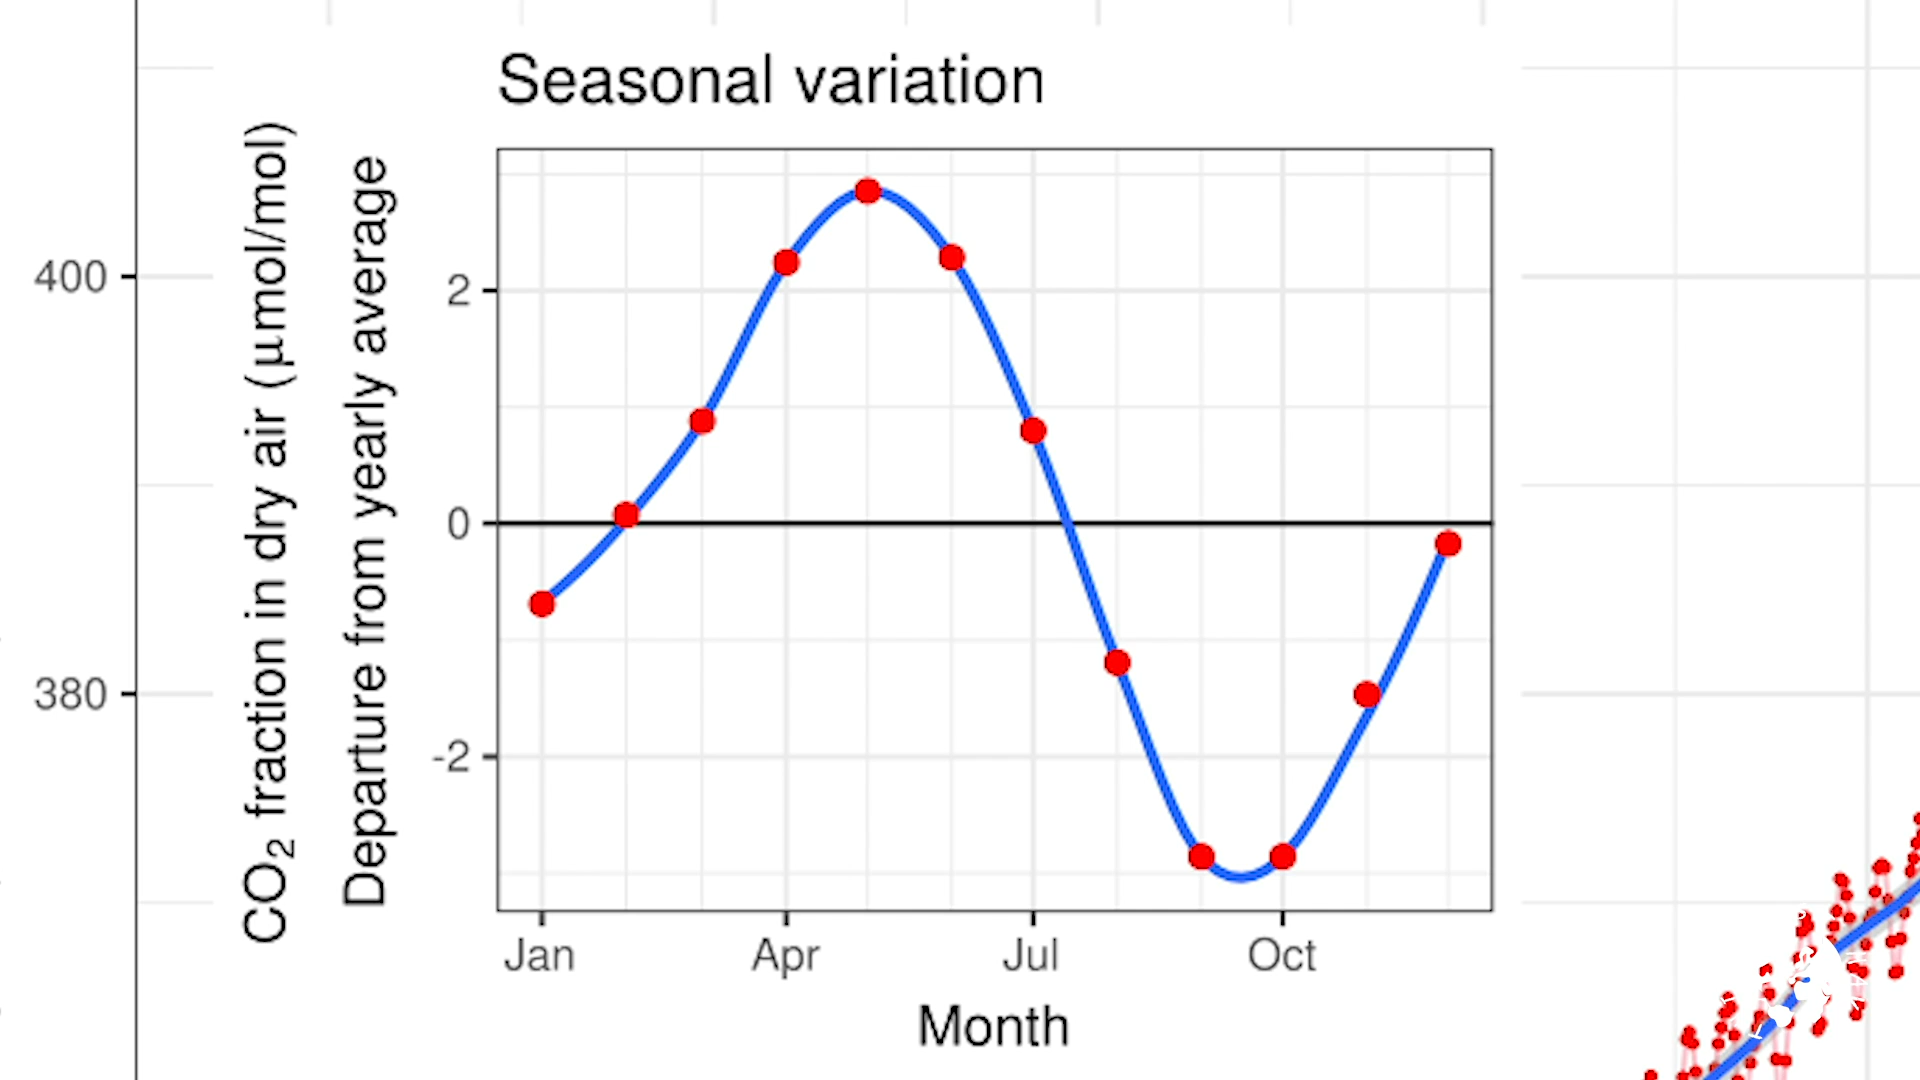 Seasonal variation
CO₂ fraction in dry air (μmol/mol)
Departure from yearly average
400
380
2
0
-2
Jan Apr Jul Oct
Month